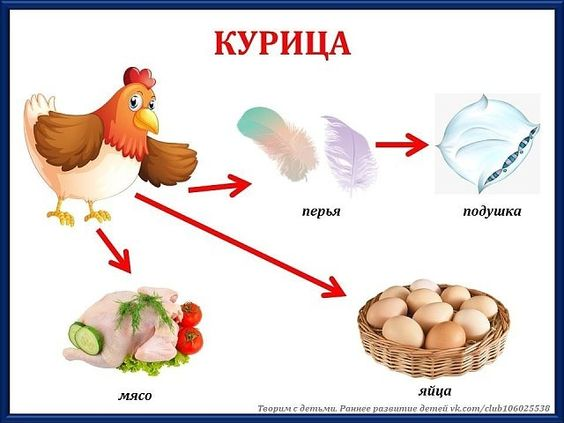 КУРИЦА
перья
подушка
мясо
яйца
Творим с детьми. Раннее развитие детей vk.com/club106025538